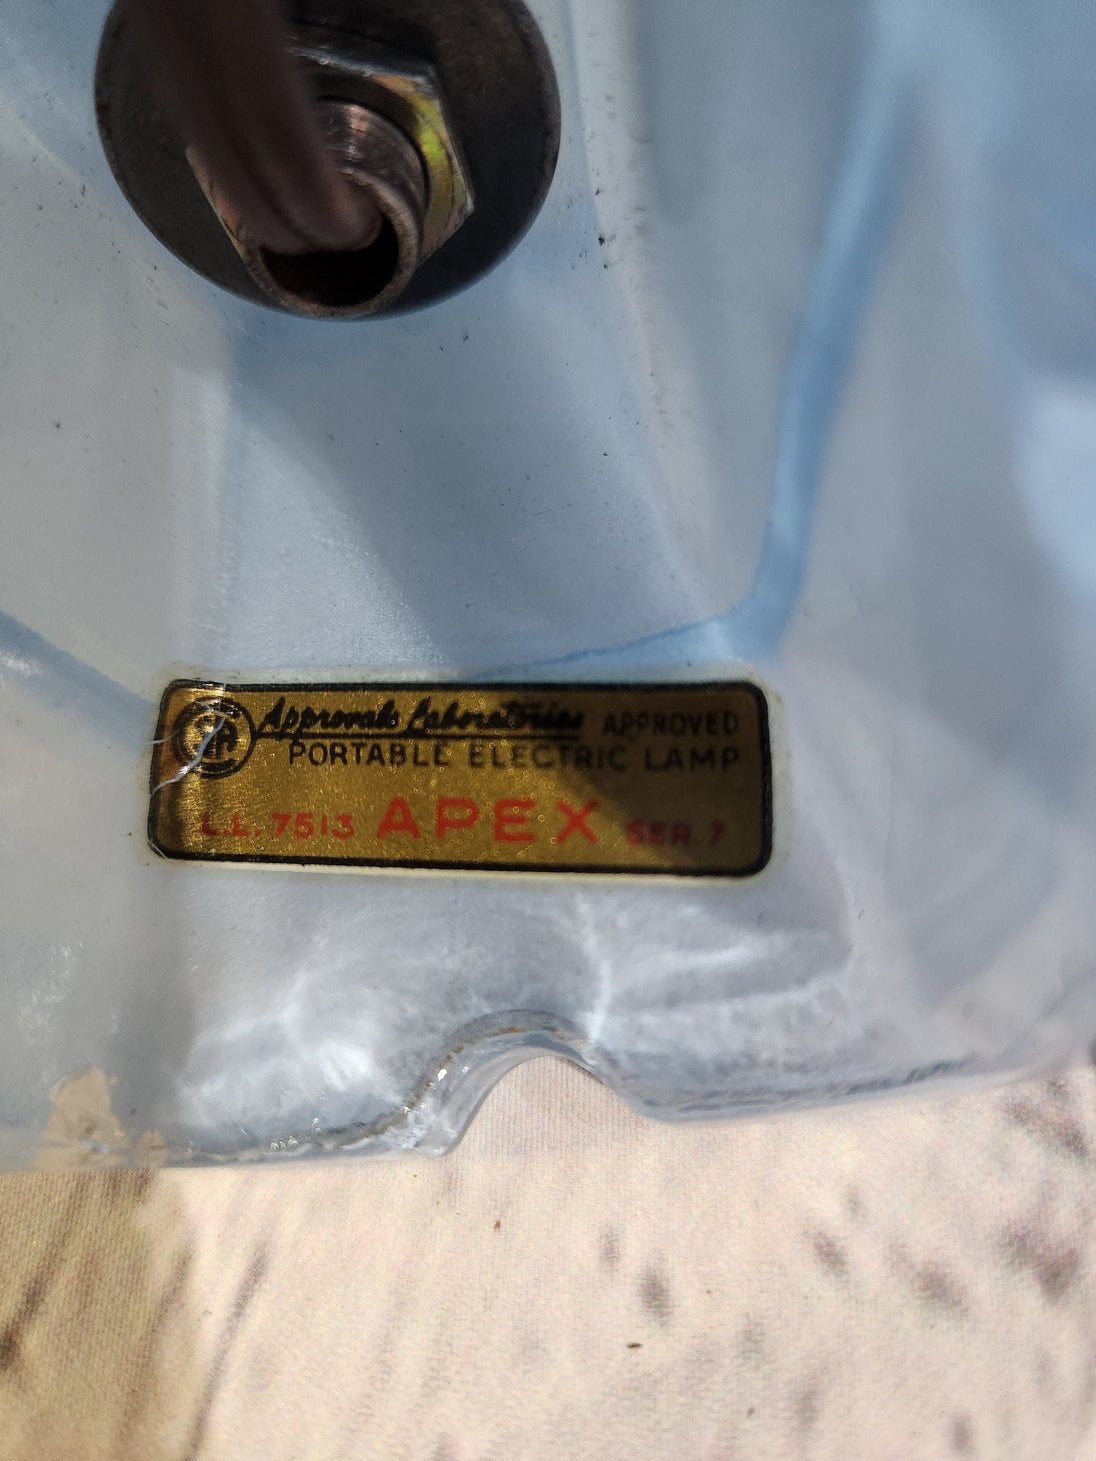 Approvals Laboratories APPROVED
PORTABLE ELECTRIC LAMP
L.L. 7513 APEX SER. 7